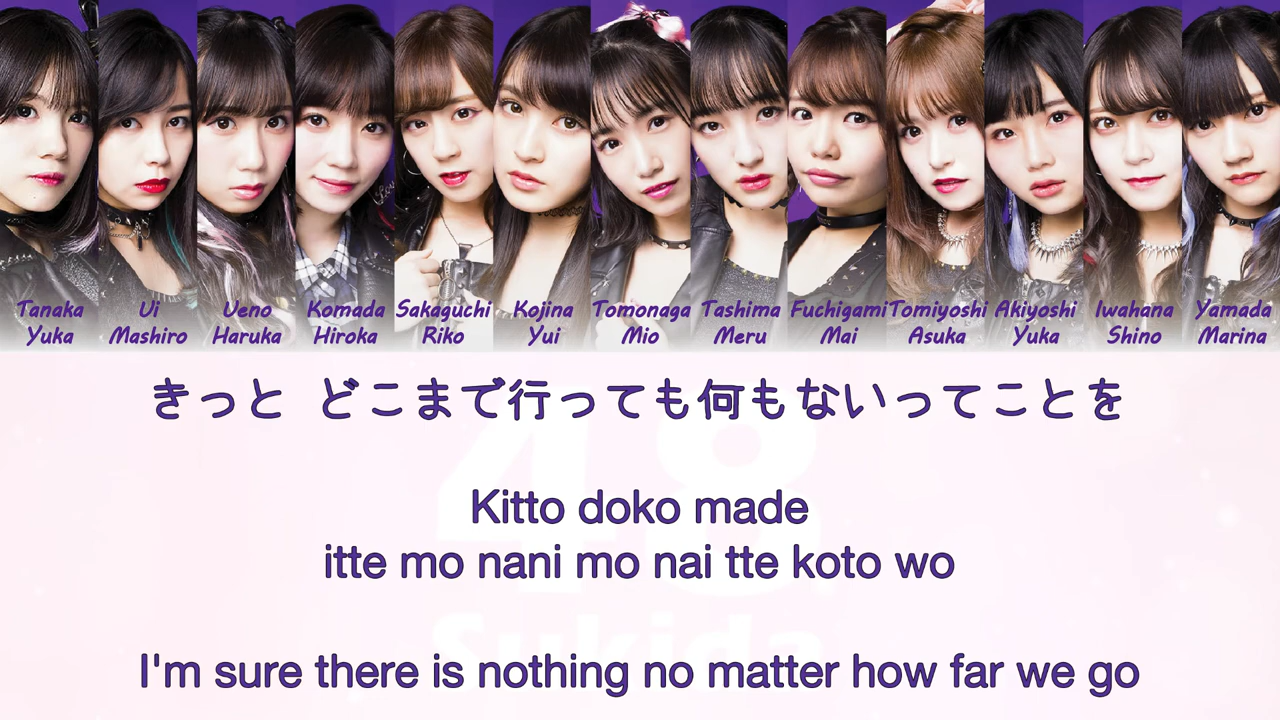 Tanaka Yuka
Ui Mashiro
Ueno Haruka
Komada Hiroka
Sakaguchi Riko
Kojina Yui
Tomonaga Mio
Tashima Meru
Fuchigami Mai
Tomiyoshi Asuka
Akiyoshi Yuka
Iwahana Shino
Yamada Marina
きっと どこまで行っても何もないってことを
48
Kitto doko made
itte mo nani mo nai tte koto wo
Sukida
I'm sure there is nothing no matter how far we go